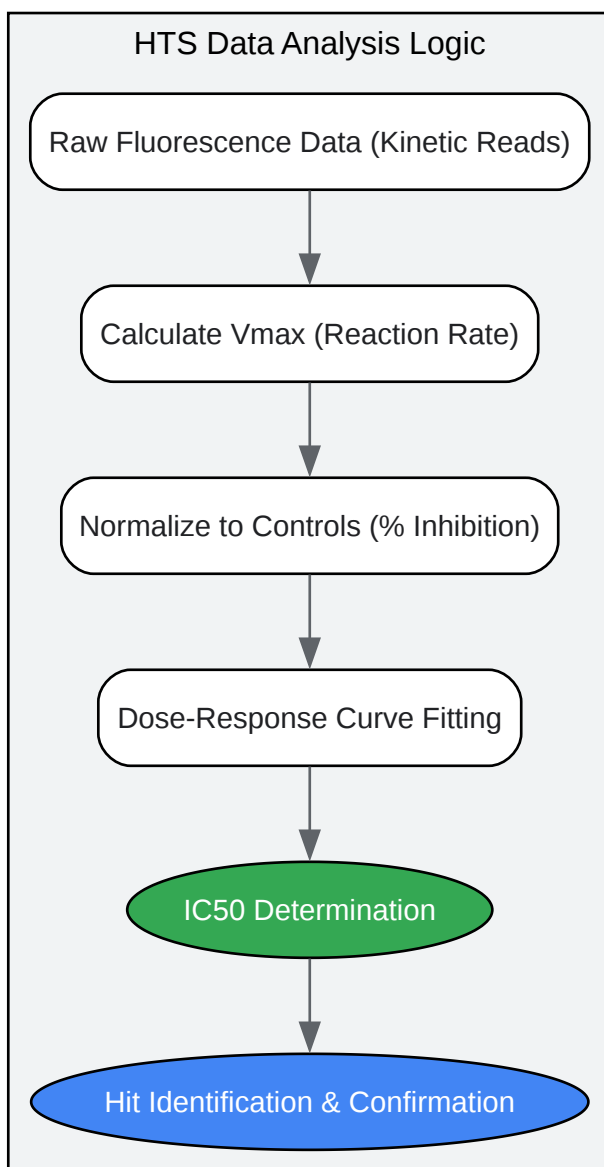 HTS Data Analysis Logic
Raw Fluorescence Data (Kinetic Reads)
Calculate Vmax (Reaction Rate)
Normalize to Controls (% Inhibition)
Dose-Response Curve Fitting
IC50 Determination
Hit Identification & Confirmation